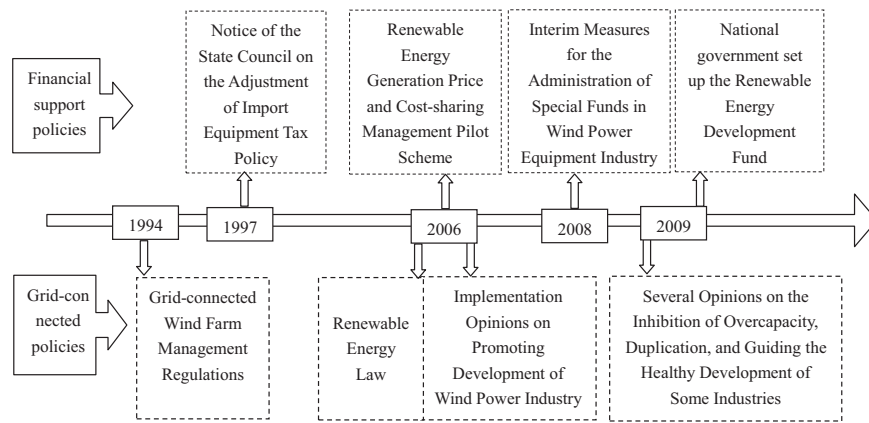 Financial
support
policies
Notice of the
State Council on
the Adjustment
of Import
Equipment Tax
Policy
Renewable
Energy
Generation Price
and Cost-sharing
Management Pilot
Scheme
Interim Measures
for the
Administration of
Special Funds in
Wind Power
Equipment Industry
National
government set
up the Renewable
Energy
Development
Fund
1994
1997
2006
2008
2009
Grid-con
nected
policies
Grid-connected
Wind Farm
Management
Regulations
Renewable
Energy
Law
Implementation
Opinions on
Promoting
Development of
Wind Power Industry
Several Opinions on the
Inhibition of Overcapacity,
Duplication, and Guiding the
Healthy Development of
Some Industries